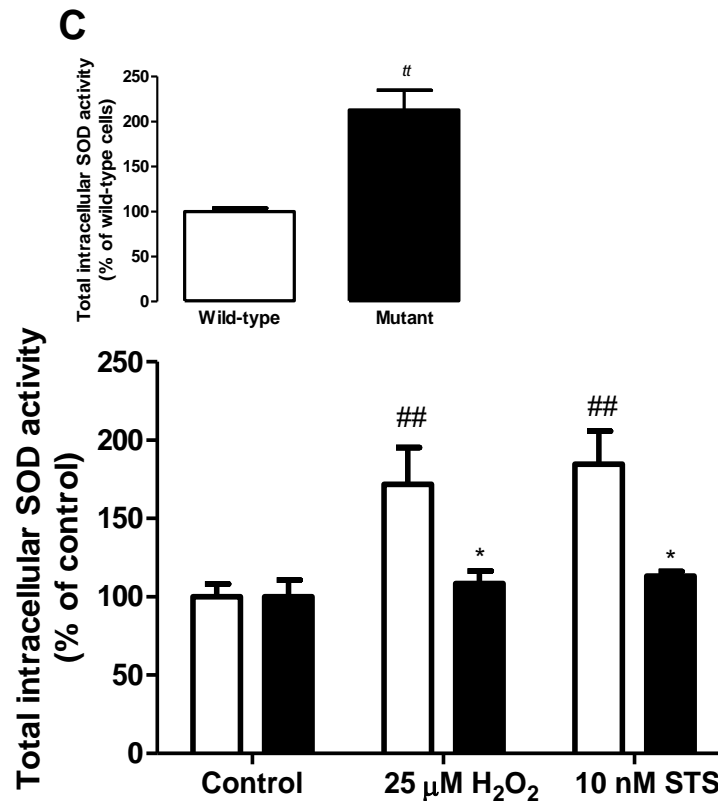 C
Total intracellular SOD activity
(% of wild-type cells)
tt
250
200
150
100
50
0
Wild-type
Mutant
Total intracellular SOD activity
(% of control)
250
200
150
100
50
0
##
*
##
*
Control
25 μM H₂O₂
10 nM STS